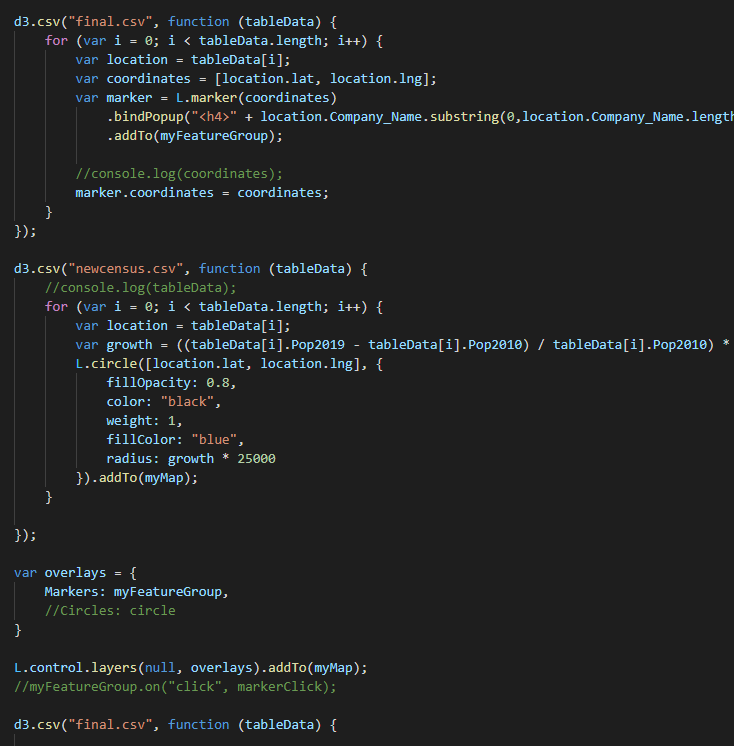 d3.csv("final.csv", function (tableData) {
for (var i = 0; i < tableData.length; i++) {
var location = tableData[i];
var coordinates = [location.lat, location.lng];
var marker = L.marker(coordinates)
.bindPopup("<h4>" + location.Company_Name.substring(0,location.Company_Name.length
.addTo(myFeatureGroup);
//console.log(coordinates);
marker.coordinates = coordinates;
}
});
d3.csv("newcensus.csv", function (tableData) {
//console.log(tableData);
for (var i = 0; i < tableData.length; i++) {
var location = tableData[i];
var growth = ((tableData[i].Pop2019 - tableData[i].Pop2010) / tableData[i].Pop2010) *
L.circle([location.lat, location.lng], {
fillOpacity: 0.8,
color: "black",
weight: 1,
fillColor: "blue",
radius: growth * 25000
}).addTo(myMap);
}
});
var overlays = {
Markers: myFeatureGroup,
//Circles: circle
}
L.control.layers(null, overlays).addTo(myMap);
//myFeatureGroup.on("click", markerClick);
d3.csv("final.csv", function (tableData) {